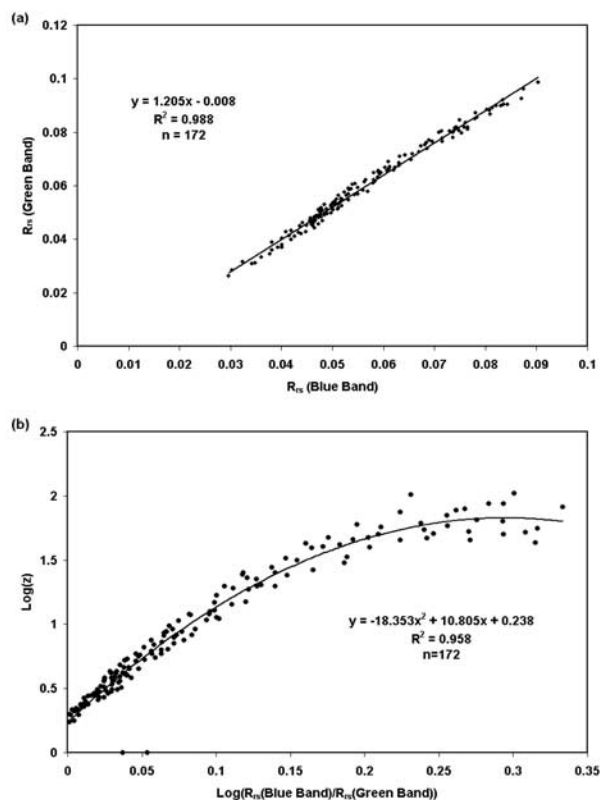 (a)
0.12
0.1
0.08
0.06
0.04
0.02
0
y = 1.205x - 0.008
R² = 0.988
n = 172
Rrs (Green Band)
0 0.01 0.02 0.03 0.04 0.05 0.06 0.07 0.08 0.09 0.1
Rrs (Blue Band)
(b)
2.5
2
1.5
1
0.5
0
Log(z)
y = -18.353x² + 10.805x + 0.238
R² = 0.958
n=172
0 0.05 0.1 0.15 0.2 0.25 0.3 0.35
Log(Rrs(Blue Band)/Rrs(Green Band))